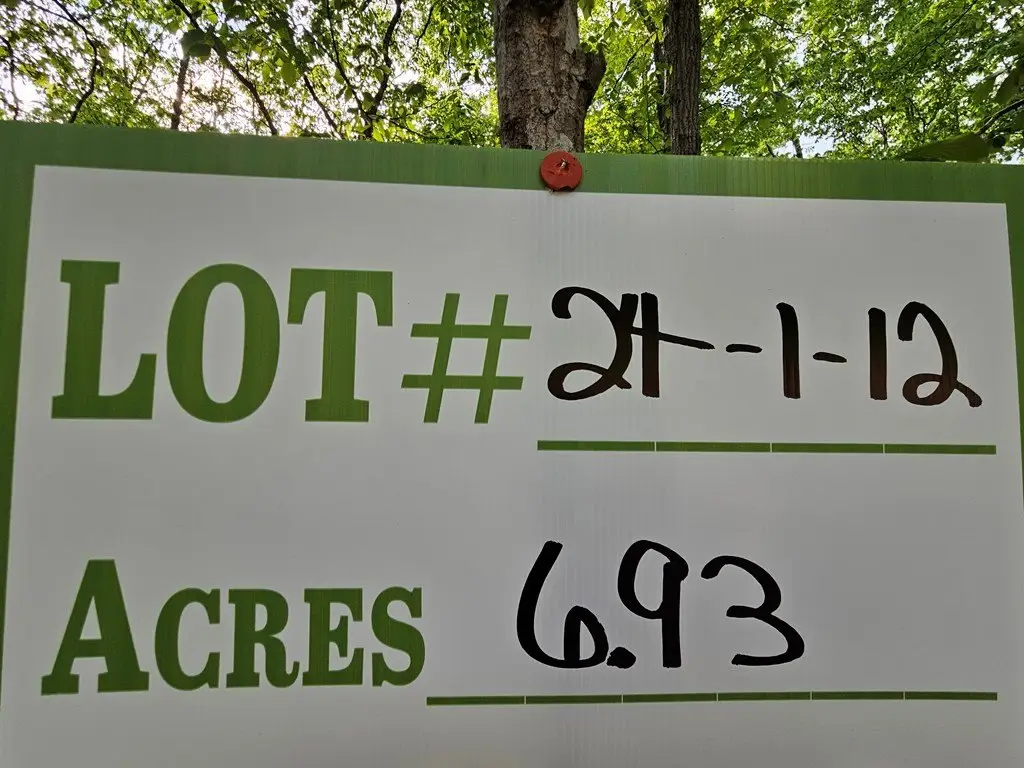 LOT# 24-1-12
ACRES 6.93